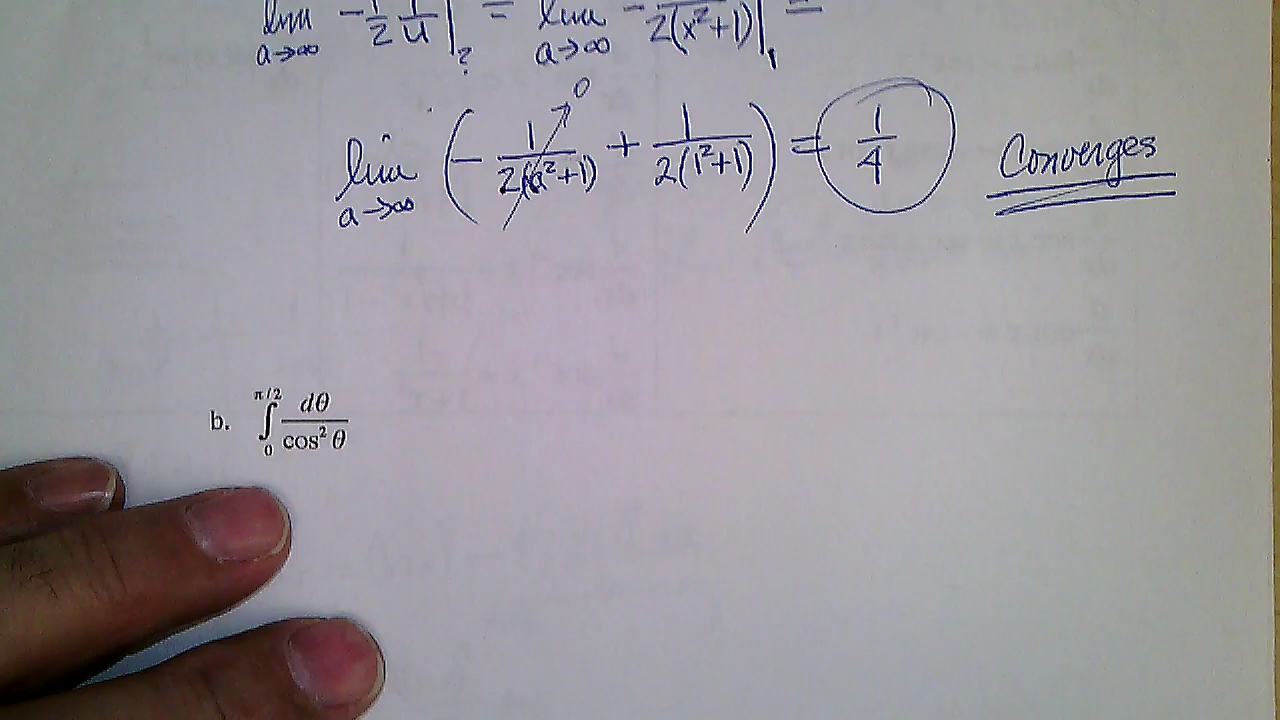 lim a→∞ -1/2 1/u |? = lim a→∞ - /2(x²+1) |₁ =
lim a→∞ (- 1/2(a²+1) ↗0 + 1/2(1²+1)) = 1/4 Converges
b. ∫₀^π/2 dθ/cos² θ